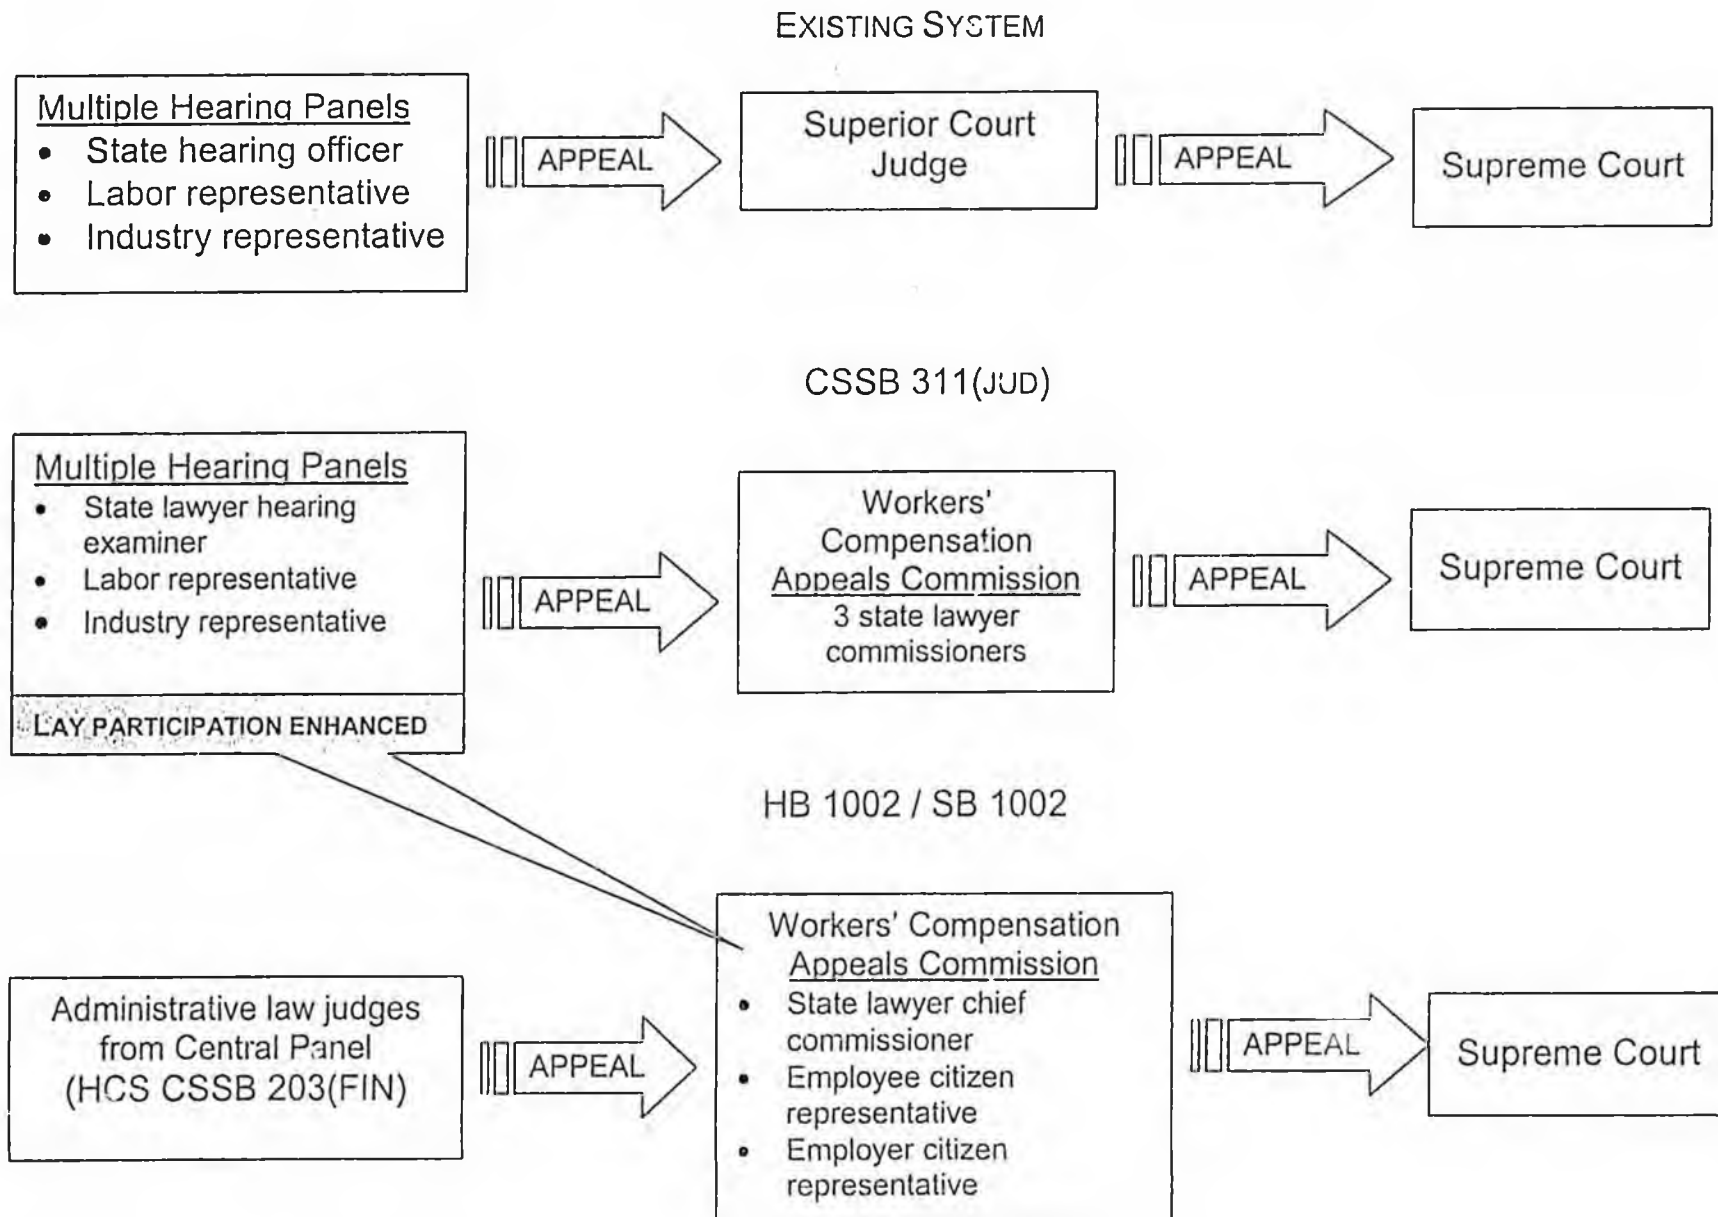 EXISTING SYSTEM
Multiple Hearing Panels
• State hearing officer
• Labor representative
• Industry representative
APPEAL
Superior Court
Judge
APPEAL
Supreme Court
CSSB 311(JUD)
Multiple Hearing Panels
• State lawyer hearing
examiner
• Labor representative
• Industry representative
LAY PARTICIPATION ENHANCED
APPEAL
Workers'
Compensation
Appeals Commission
3 state lawyer
commissioners
APPEAL
Supreme Court
HB 1002 / SB 1002
Administrative law judges
from Central Panel
(HCS CSSB 203(FIN)
APPEAL
Workers' Compensation
Appeals Commission
• State lawyer chief
commissioner
• Employee citizen
representative
• Employer citizen
representative
APPEAL
Supreme Court